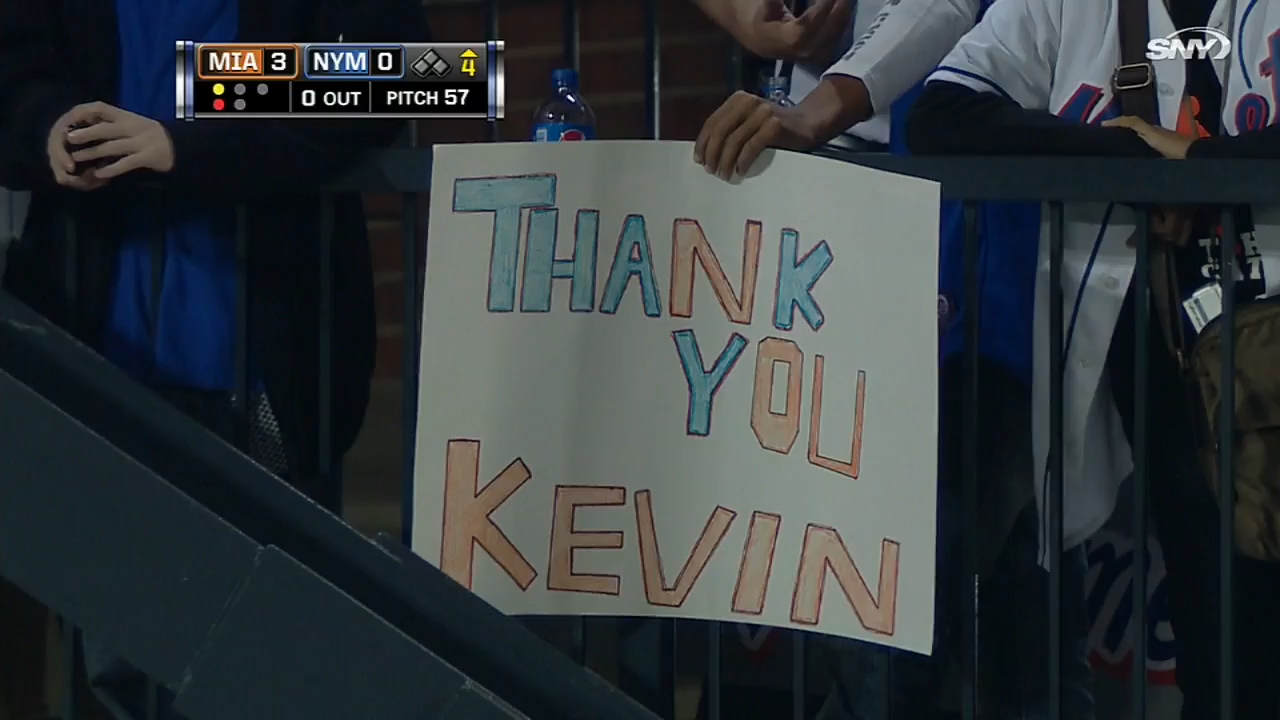 MIA 3 NYM 0 4
0 OUT PITCH 57
SNY
THANK
YOU
KEVIN